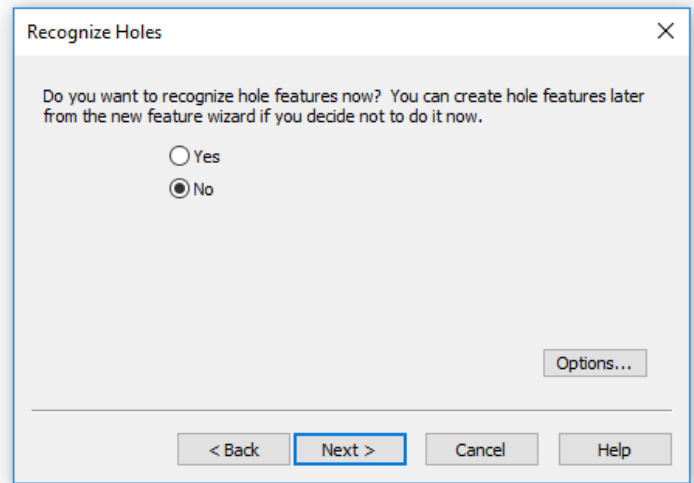 Recognize Holes
Do you want to recognize hole features now?  You can create hole features later
from the new feature wizard if you decide not to do it now.
Yes
No
Options...
< Back Next > Cancel Help